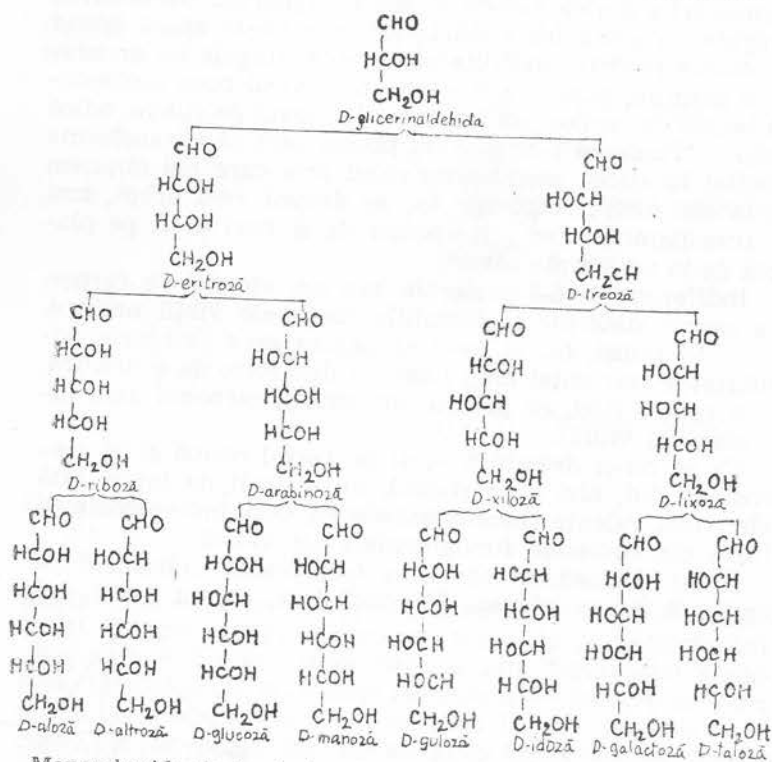 CHO
HCOH
CH₂OH
D-glicerinaldehida
CHO CHO
HCOH HOCH
HCOH HCOH
CH₂OH CH₂CH
D-eritroză D-treoză
CHO CHO CHO CHO
HCOH HOCH HCOH HOCH
HCOH HCOH HOCH HOCH
HCOH HCOH HCOH HCOH
CH₂OH CH₂OH CH₂OH CH₂OH
D-riboză D-arabinoză D-xiloză D-lixoză
CHO CHO CHO CHO CHO CHO CHO CHO
HCOH HOCH HCOH HOCH HCOH HCCH HCOH HOCH
HCOH HCOH HOCH HOCH HCOH HCOH HOCH HOCH
HCOH HCOH HCOH HCOH HOCH HOCH HOCH HOCH
HCOH HCOH HCOH HCOH HOCH HCOH HCOH HCOH
CH₂OH CH₂OH CH₂OH CH₂OH CH₂OH CH₂OH CH₂OH CH₂OH
D-aloză D-altroză D-glucoză D-manoză D-guloză D-idoză D-galactoză D-taloză